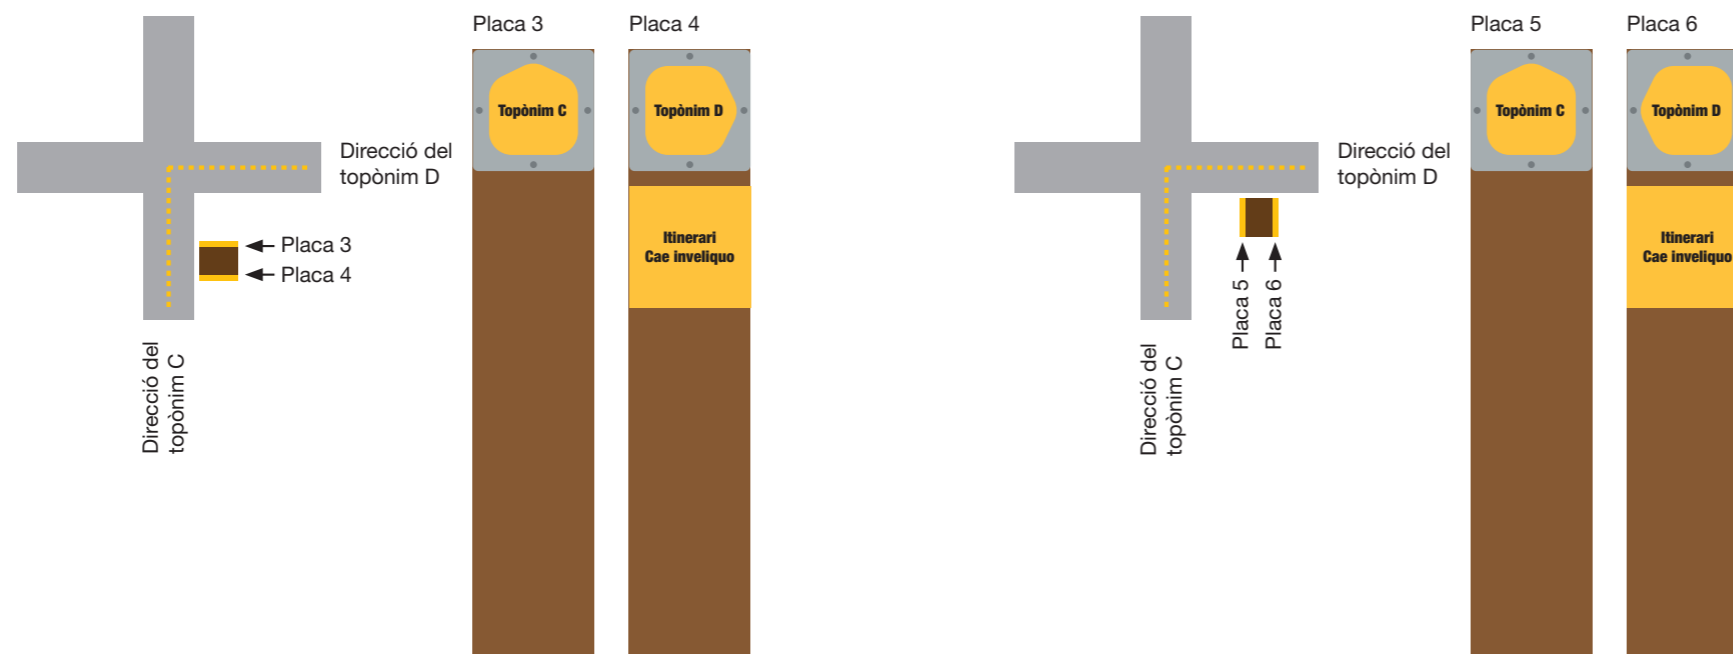 Placa 3
Placa 4
Topònim C
Topònim D
Direcció del
topònim D
Itinerari
Cae inveliquo
Placa 3
Placa 4
Direcció del
topònim C
Placa 5
Placa 6
Topònim C
Topònim D
Direcció del
topònim D
Itinerari
Cae inveliquo
Placa 5
Placa 6
Direcció del
topònim C